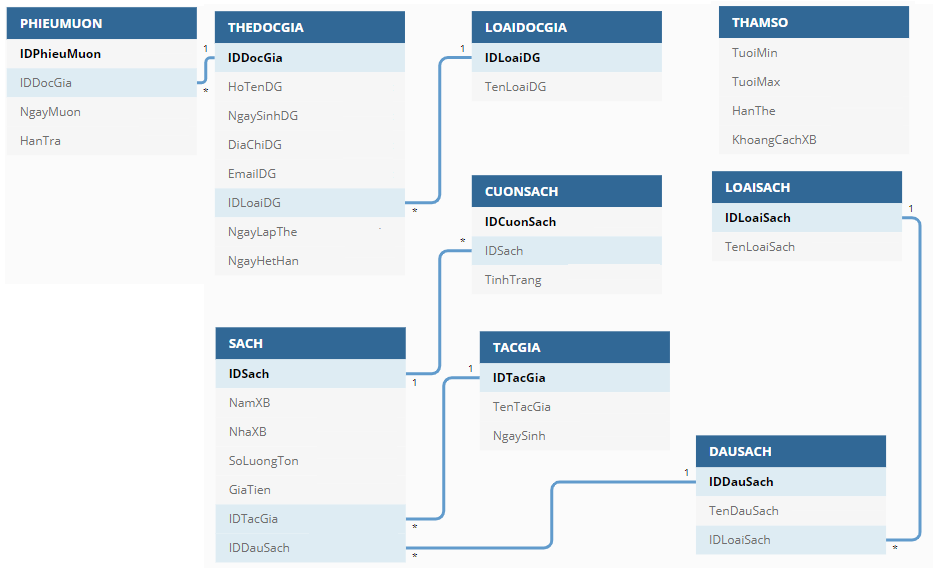 PHIEUMUON
IDPhieuMuon
IDDocGia
NgayMuon
HanTra
1
*
THEDOCGIA
IDDocGia
HoTenDG
NgaySinhDG
DiaChiDG
EmailDG
IDLoaiDG
NgayLapThe
NgayHetHan
1
*
LOAIDOCGIA
IDLoaiDG
TenLoaiDG
THAMSO
TuoiMin
TuoiMax
HanThe
KhoangCachXB
CUONSACH
IDCuonSach
IDSach
TinhTrang
*
1
LOAISACH
IDLoaiSach
TenLoaiSach
1
*
SACH
IDSach
NamXB
NhaXB
SoLuongTon
GiaTien
IDTacGia
IDDauSach
1
*
TACGIA
IDTacGia
TenTacGia
NgaySinh
1
*
DAUSACH
IDDauSach
TenDauSach
IDLoaiSach